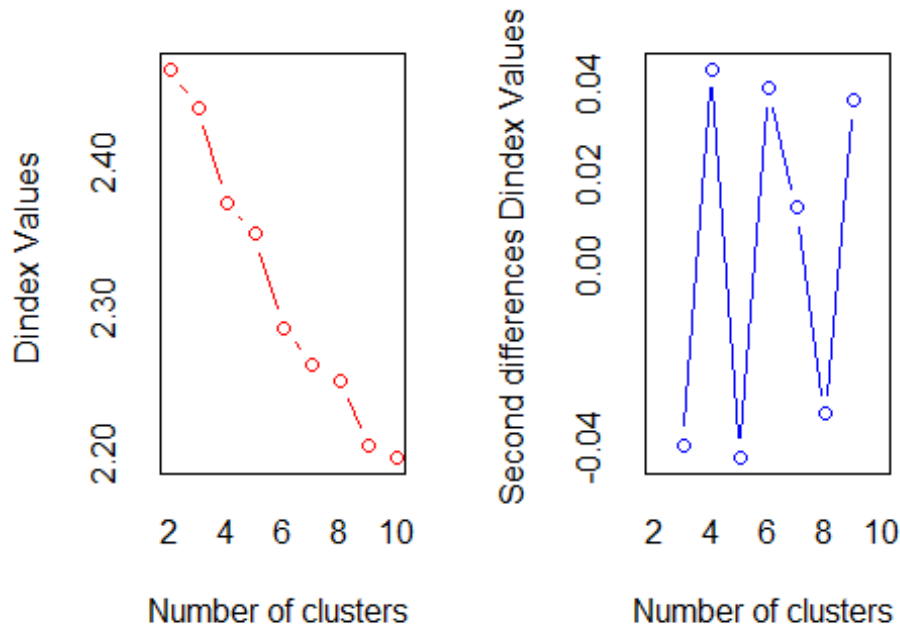 Dindex Values
2.20 2.30 2.40
2 4 6 8 10
Number of clusters
Second differences Dindex Values
-0.04 0.00 0.02 0.04
2 4 6 8 10
Number of clusters